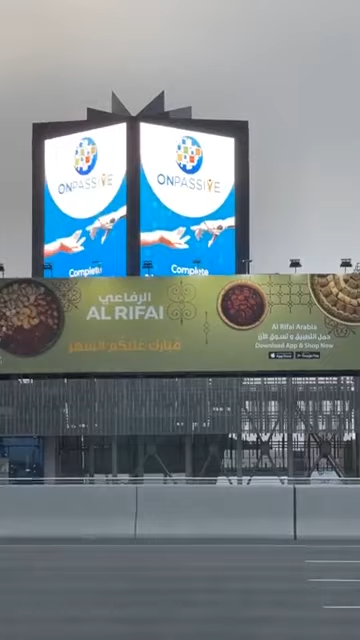 ONPASSIVE
Complete
ONPASSIVE
Complete
الرفاعي
AL RIFAI
مبارك عليكم الشهر
Al Rifai Arabia
حمل التطبيق و تسوق الآن
Download App & Shop Now